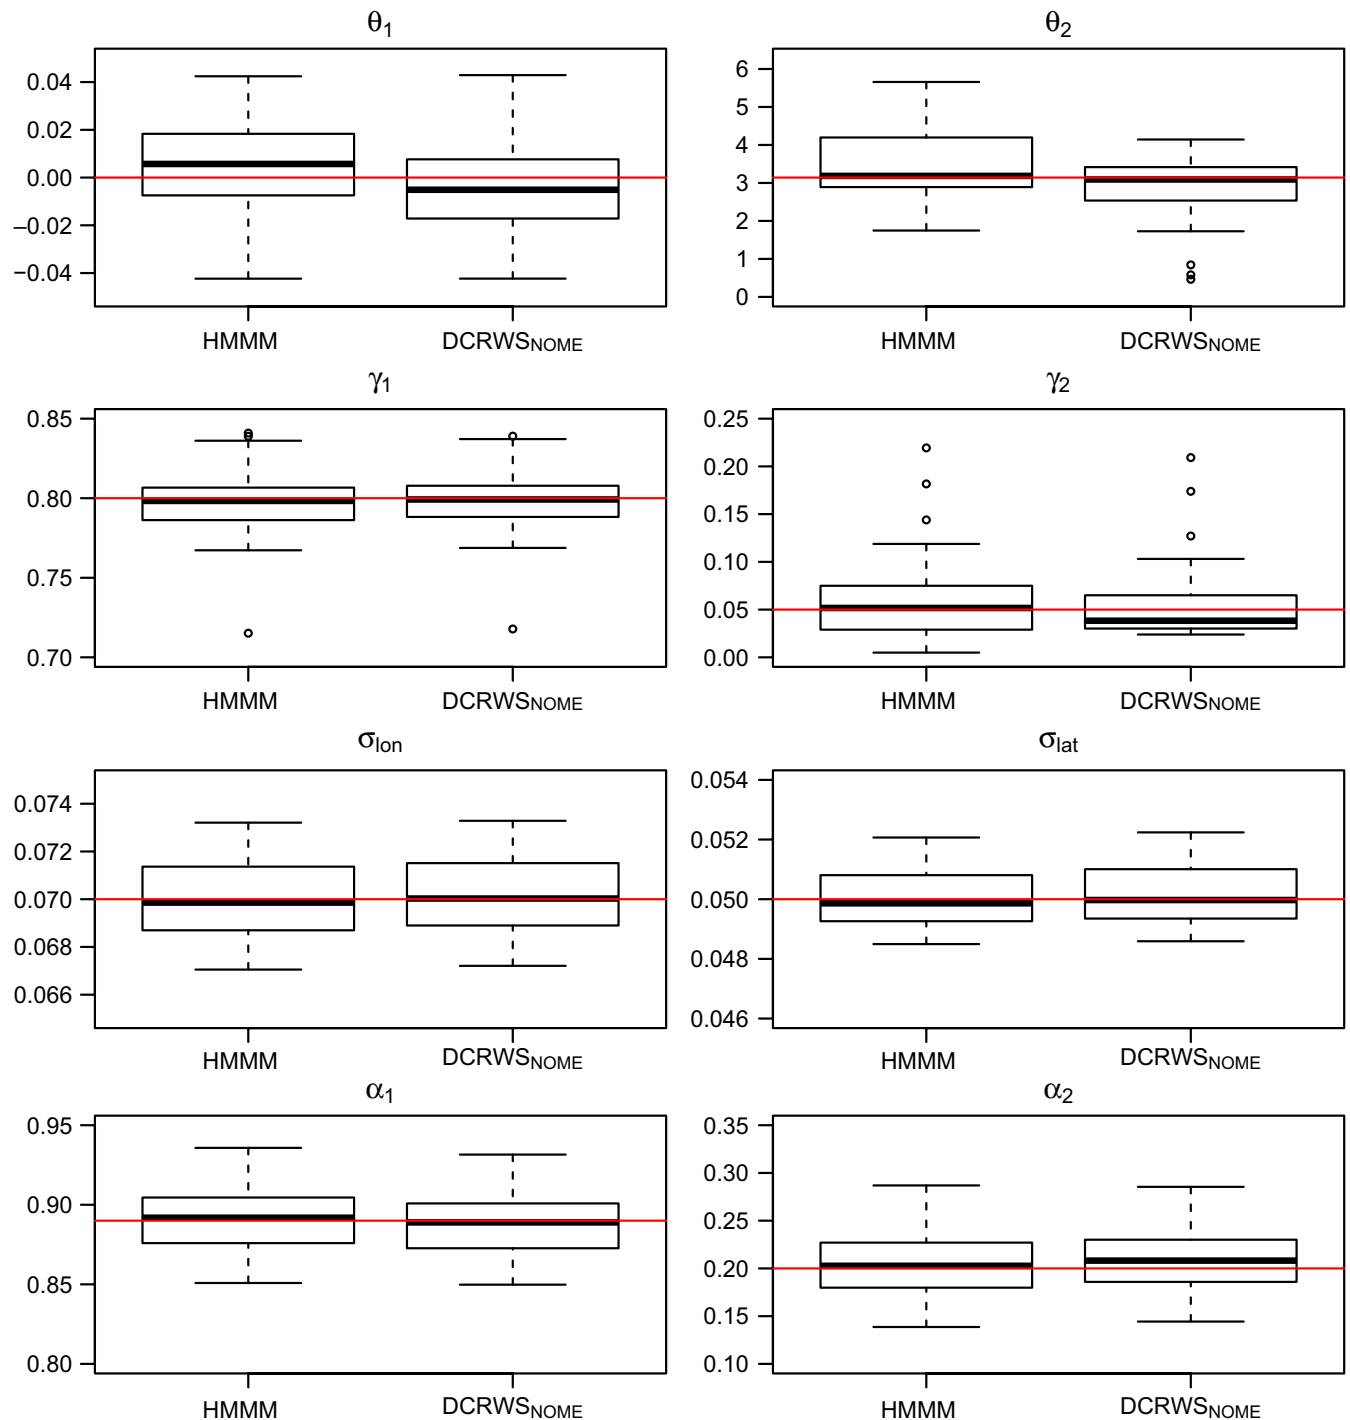 θ1
0.04
0.02
0.00
–0.02
−0.04
HMMM DCRWSNOME
θ2
6
5
4
3
2
1
0
HMMM DCRWSNOME
γ1
0.85
0.80
0.75
0.70
HMMM DCRWSNOME
γ2
0.25
0.20
0.15
0.10
0.05
0.00
HMMM DCRWSNOME
σlon
0.074
0.072
0.070
0.068
0.066
HMMM DCRWSNOME
σlat
0.054
0.052
0.050
0.048
0.046
HMMM DCRWSNOME
α1
0.95
0.90
0.85
0.80
HMMM DCRWSNOME
α2
0.35
0.30
0.25
0.20
0.15
0.10
HMMM DCRWSNOME